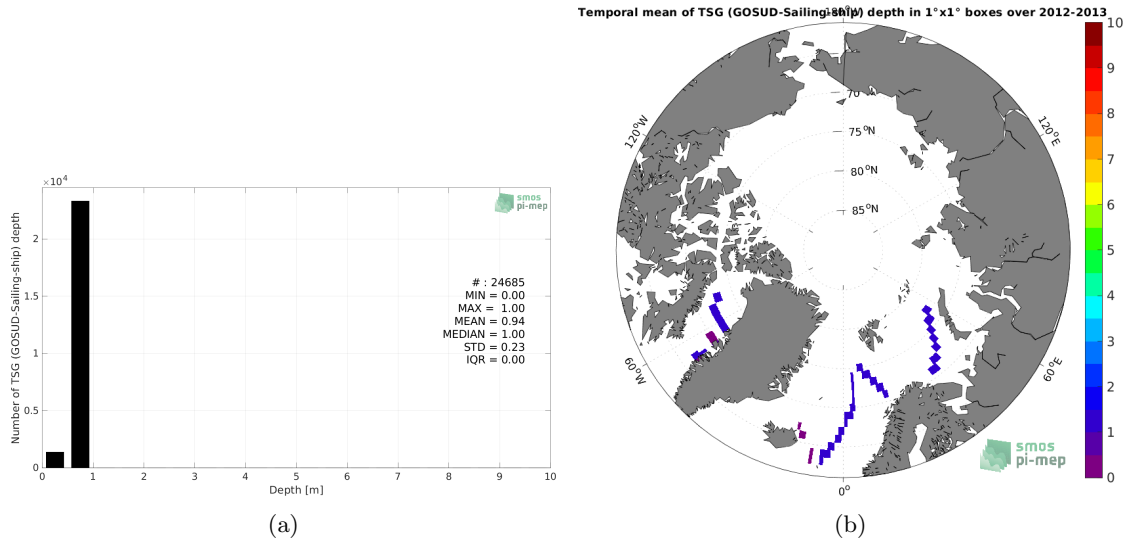 Temporal mean of TSG (GOSUD-Sailing-ship) depth in 1°x1° boxes over 2012-2013
×10⁴
Number of TSG (GOSUD-Sailing-ship) depth
2
1.5
1
0.5
0
0 1 2 3 4 5 6 7 8 9 10
Depth [m]
smos
pi-mep
# : 24685
MIN = 0.00
MAX = 1.00
MEAN = 0.94
MEDIAN = 1.00
STD = 0.23
IQR = 0.00
(a)
180°W
120°W
120°E
60°W
60°E
0°
75°N
80°N
85°N
10
9
8
7
6
5
4
3
2
1
0
smos
pi-mep
(b)